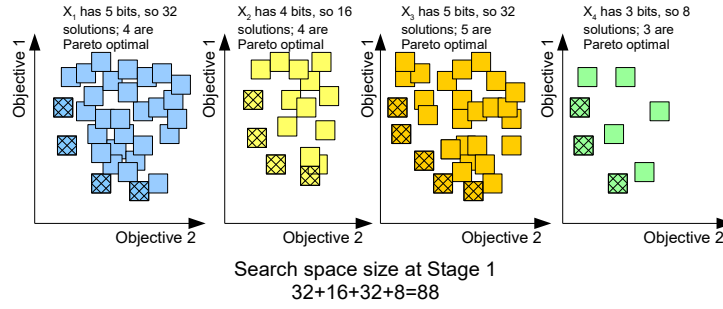 X₁ has 5 bits, so 32
solutions; 4 are
Pareto optimal
Objective 1
Objective 2
X₂ has 4 bits, so 16
solutions; 4 are
Pareto optimal
Objective 1
Objective 2
X₃ has 5 bits, so 32
solutions; 5 are
Pareto optimal
Objective 1
Objective 2
X₄ has 3 bits, so 8
solutions; 3 are
Pareto optimal
Objective 1
Objective 2
Search space size at Stage 1
32+16+32+8=88